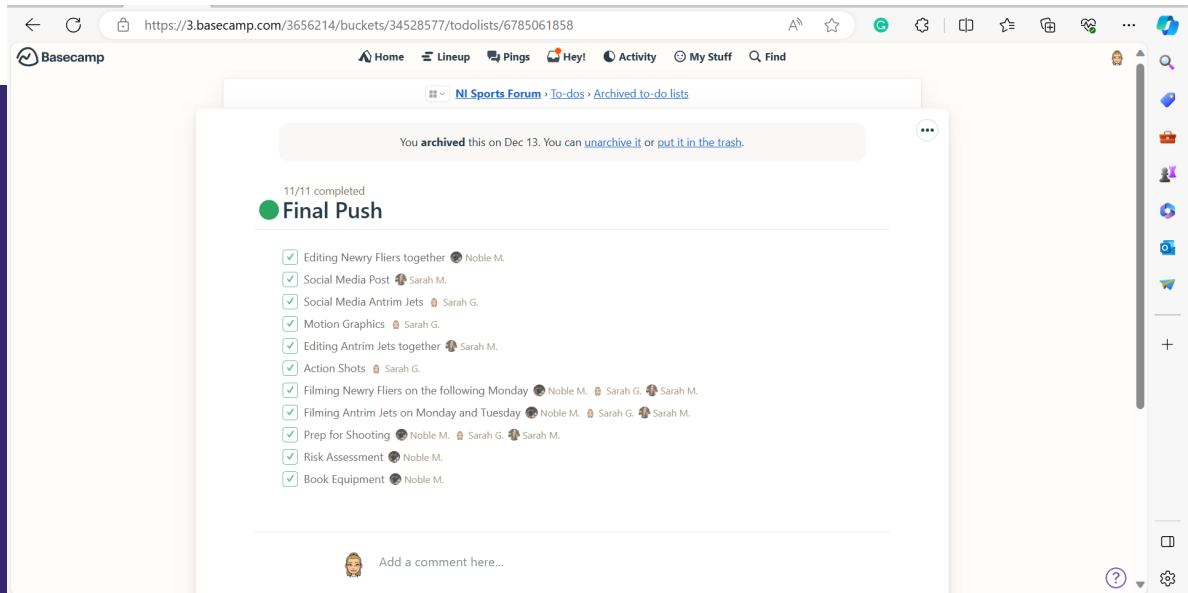 https://3.basecamp.com/3656214/buckets/34528577/todolists/6785061858
Basecamp Home Lineup Pings Hey! Activity My Stuff Find
NI Sports Forum › To-dos › Archived to-do lists
You archived this on Dec 13. You can unarchive it or put it in the trash.
11/11 completed
Final Push
Editing Newry Fliers together Noble M.
Social Media Post Sarah M.
Social Media Antrim Jets Sarah G.
Motion Graphics Sarah G.
Editing Antrim Jets together Sarah M.
Action Shots Sarah G.
Filming Newry Fliers on the following Monday Noble M. Sarah G. Sarah M.
Filming Antrim Jets on Monday and Tuesday Noble M. Sarah G. Sarah M.
Prep for Shooting Noble M. Sarah G. Sarah M.
Risk Assessment Noble M.
Book Equipment Noble M.
Add a comment here...